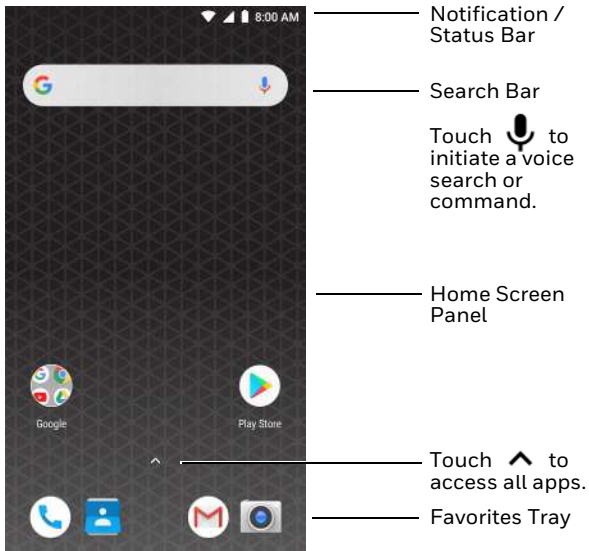 8:00 AM
Notification /
Status Bar
Search Bar
Touch to
initiate a voice
search or
command.
Home Screen
Panel
Google
Play Store
Touch to
access all apps.
Favorites Tray